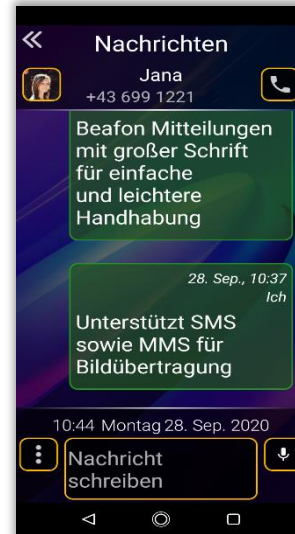 Nachrichten
Jana
+43 699 1221
Beafon Mitteilungen
mit großer Schrift
für einfache
und leichtere
Handhabung
28. Sep., 10:37
Ich
Unterstützt SMS
sowie MMS für
Bildübertragung
10:44 Montag 28. Sep. 2020
Nachricht
schreiben